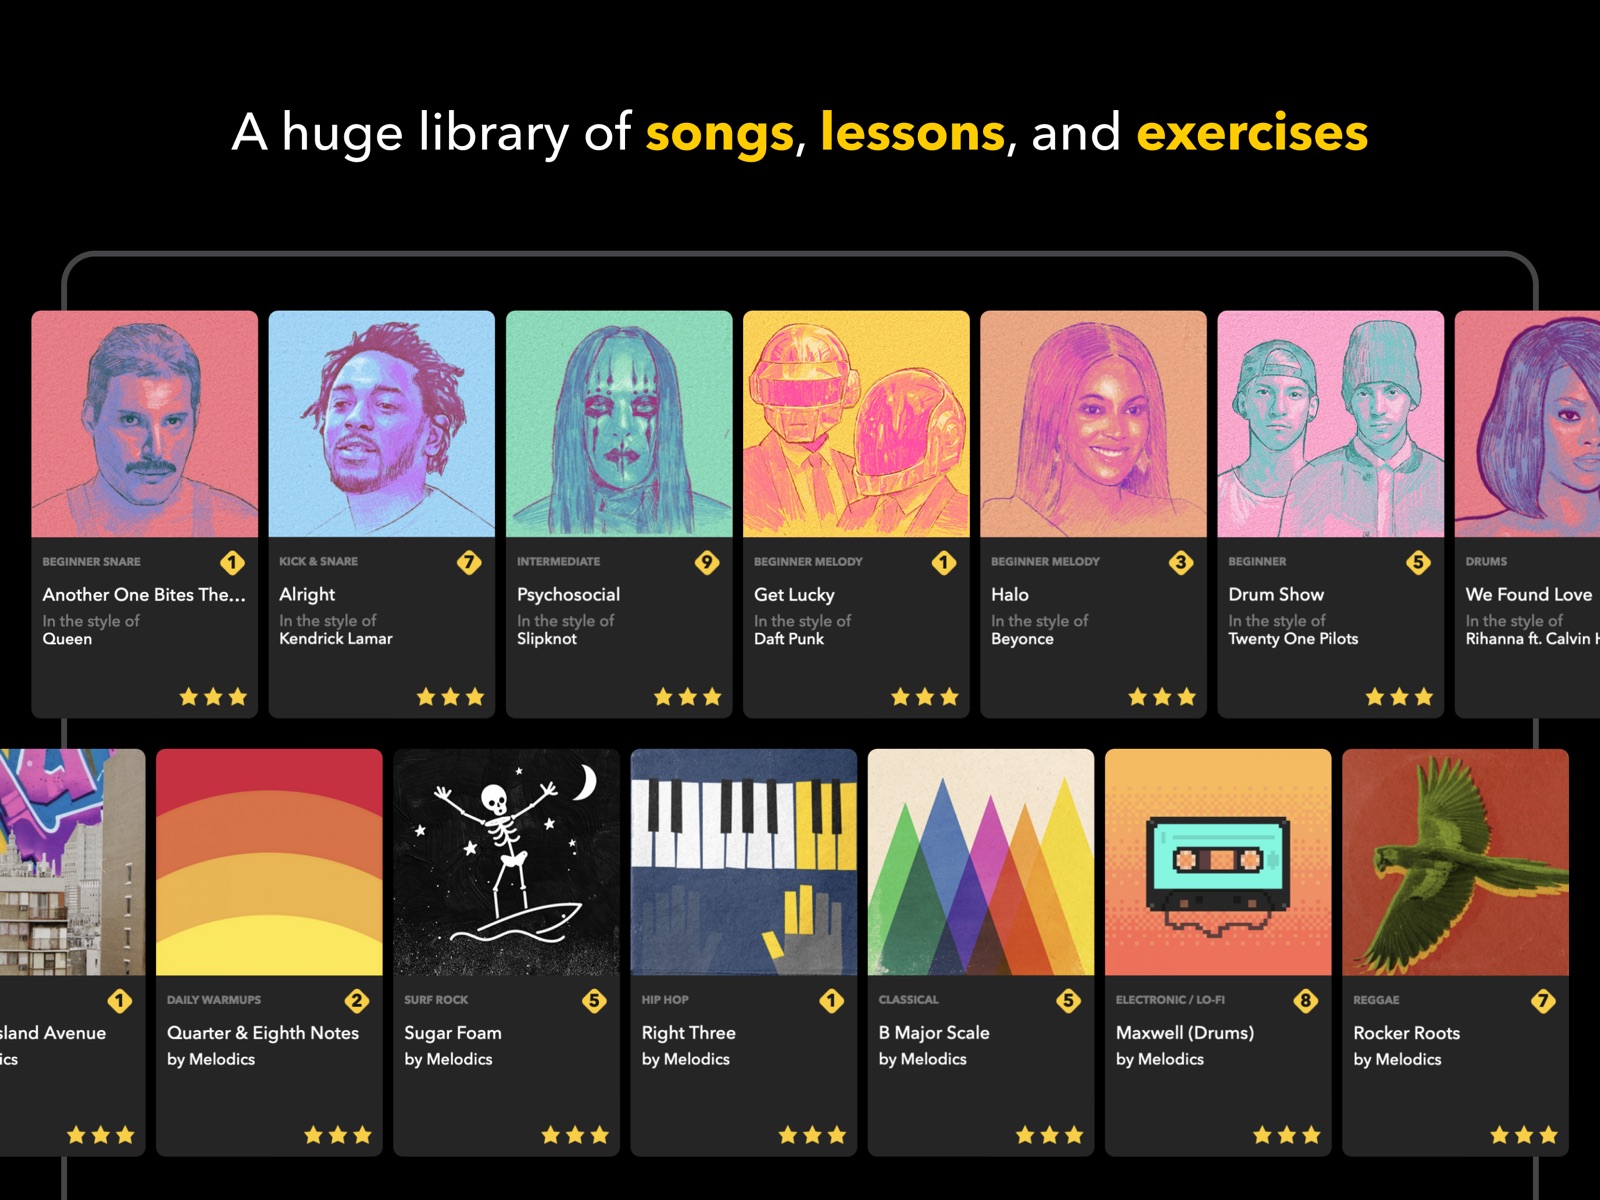 A huge library of songs, lessons, and exercises
BEGINNER SNARE 1
Another One Bites The...
In the style of
Queen
KICK & SNARE 7
Alright
In the style of
Kendrick Lamar
INTERMEDIATE 9
Psychosocial
In the style of
Slipknot
BEGINNER MELODY 1
Get Lucky
In the style of
Daft Punk
BEGINNER MELODY 3
Halo
In the style of
Beyonce
BEGINNER 5
Drum Show
In the style of
Twenty One Pilots
DRUMS
We Found Love
In the style of
Rihanna ft. Calvin
1
Avenue
DAILY WARMUPS 2
Quarter & Eighth Notes
by Melodics
SURF ROCK 5
Sugar Foam
by Melodics
HIP HOP 1
Right Three
by Melodics
CLASSICAL 5
B Major Scale
by Melodics
ELECTRONIC / LO-FI 8
Maxwell (Drums)
by Melodics
REGGAE 7
Rocker Roots
by Melodics